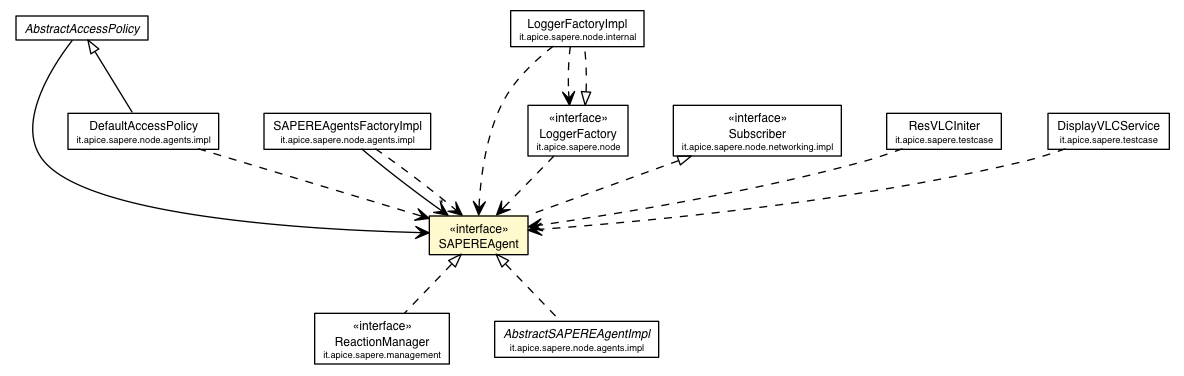 AbstractAccessPolicy
LoggerFactoryImpl
it.apice.sapere.node.internal
DefaultAccessPolicy
it.apice.sapere.node.agents.impl
SAPEREAgentsFactoryImpl
it.apice.sapere.node.agents.impl
«interface»
LoggerFactory
it.apice.sapere.node
«interface»
Subscriber
it.apice.sapere.node.networking.impl
ResVLCIniter
it.apice.sapere.testcase
DisplayVLCService
it.apice.sapere.testcase
«interface»
SAPEREAgent
«interface»
ReactionManager
it.apice.sapere.management
AbstractSAPEREAgentImpl
it.apice.sapere.node.agents.impl